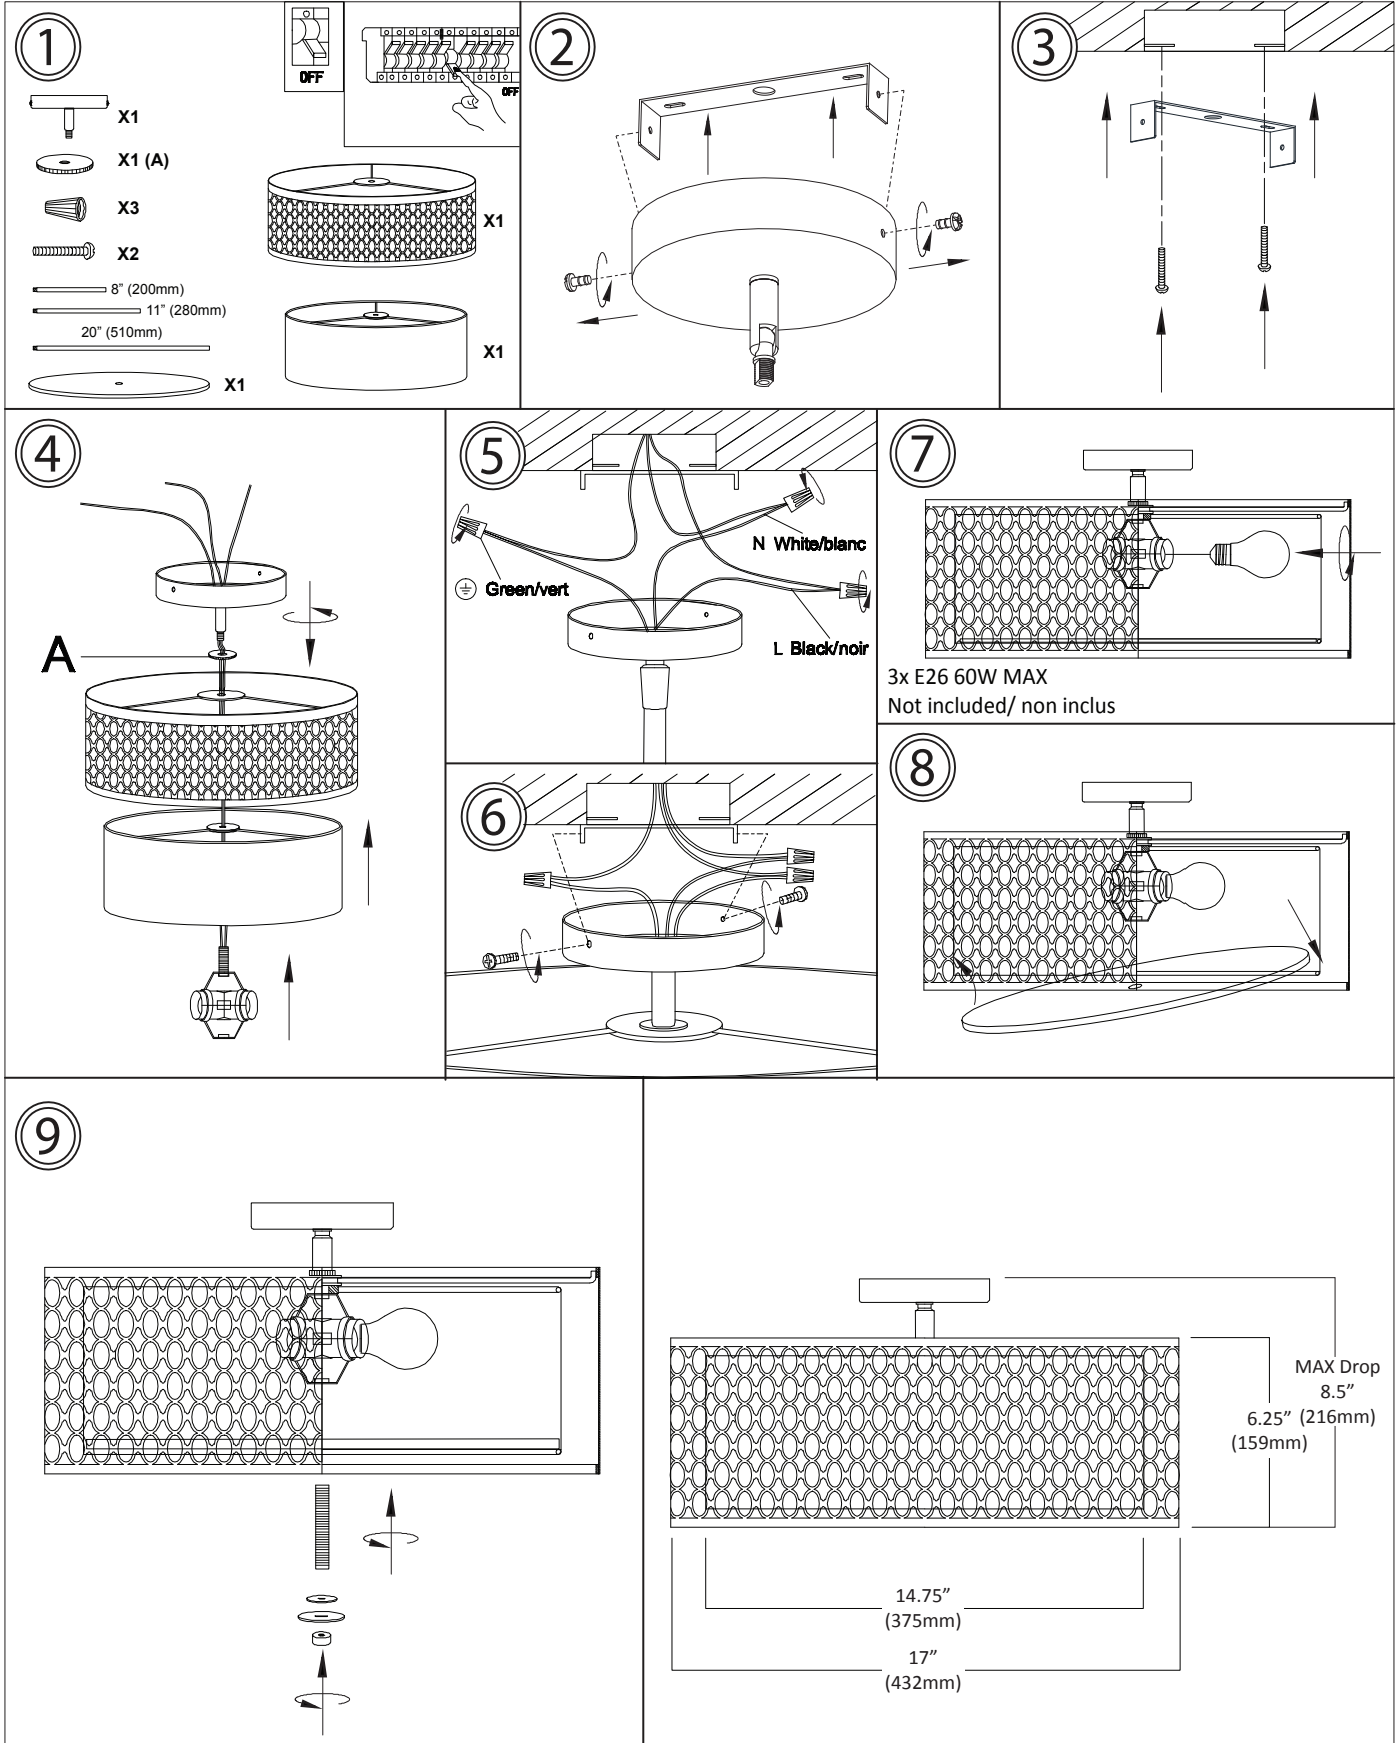 1
OFF
OFF
X1
X1 (A)
X3
X2
8” (200mm)
11” (280mm)
20” (510mm)
X1
X1
X1
2
3
4
A
5
N White/blanc
Green/vert
L Black/noir
6
7
3x E26 60W MAX
Not included/ non inclus
8
9
MAX Drop
8.5”
(216mm)
6.25”
(159mm)
14.75”
(375mm)
17”
(432mm)